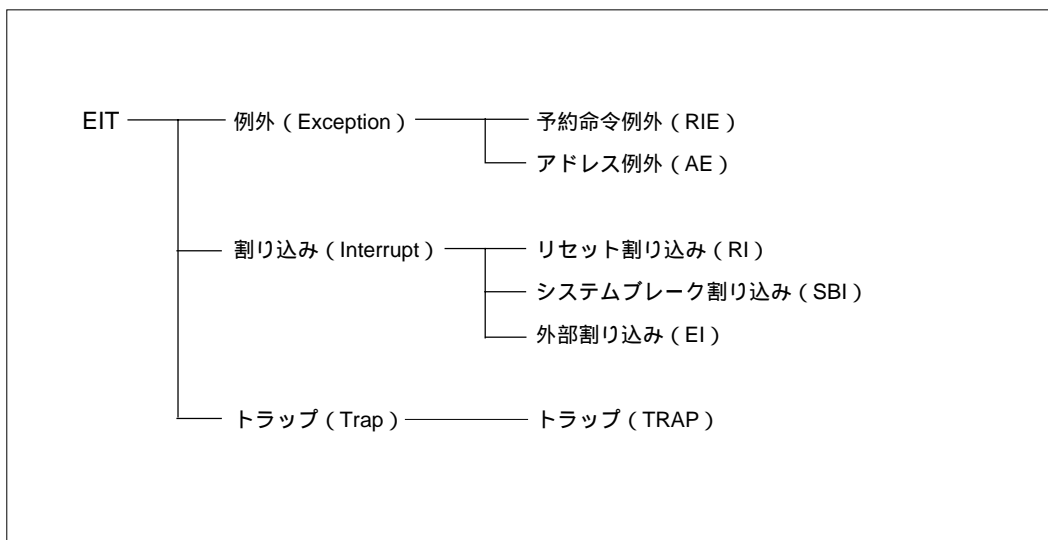 EIT 例外 ( Exception ) 予約命令例外 ( RIE )
アドレス例外 ( AE )
割り込み ( Interrupt ) リセット割り込み ( RI )
システムブレーク割り込み ( SBI )
外部割り込み ( EI )
トラップ ( Trap ) トラップ ( TRAP )